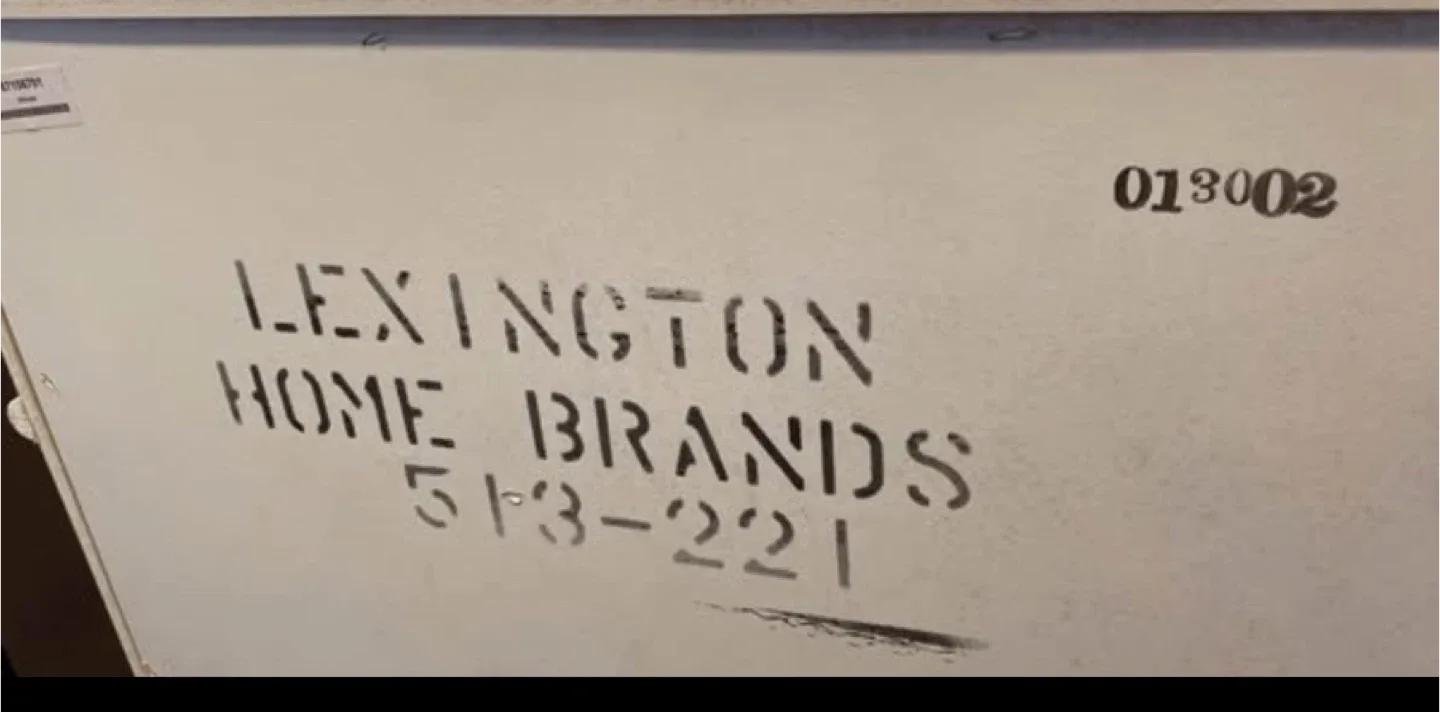 013002
LEXINGTON
HOME BRANDS
513-221